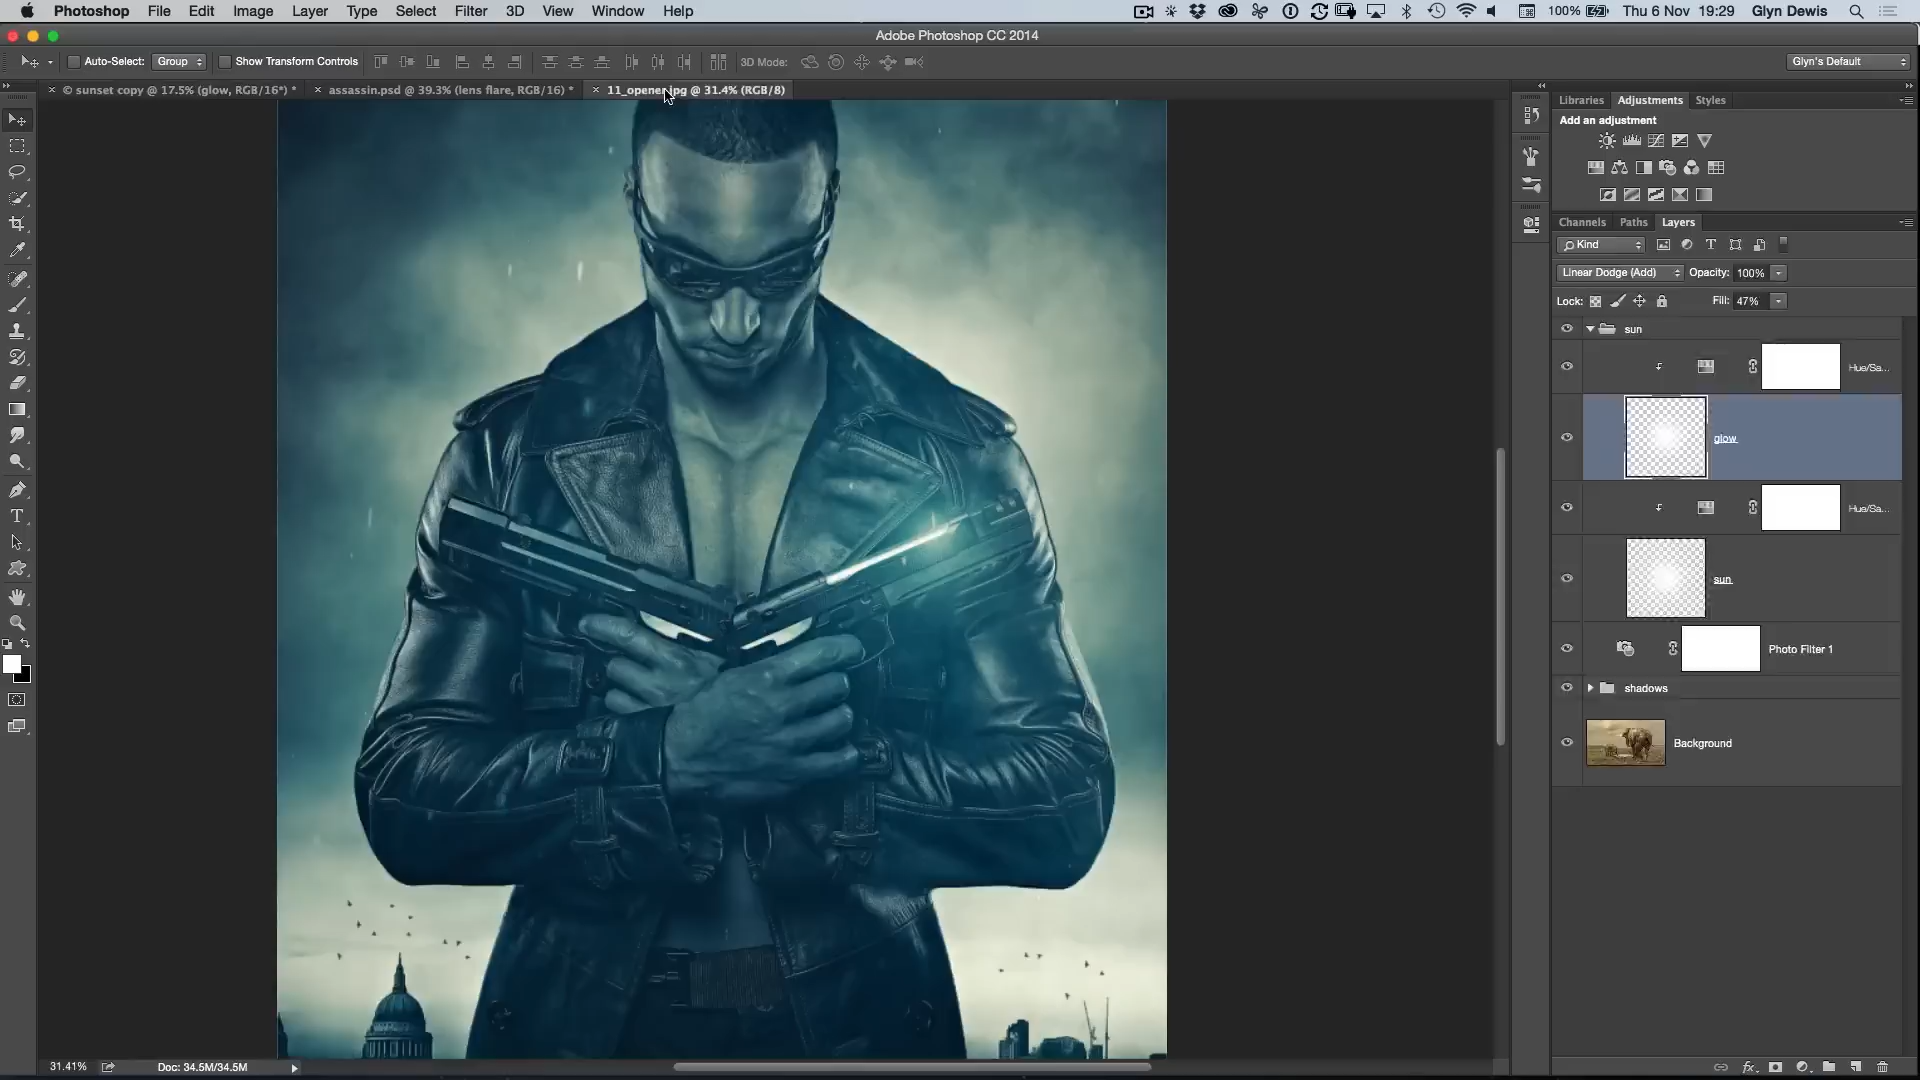 Photoshop File Edit Image Layer Type Select Filter 3D View Window Help 100% Thu 6 Nov 19:29 Glyn Dewis
Adobe Photoshop CC 2014
Auto-Select: Group Show Transform Controls 3D Mode: Glyn's Default
© sunset copy @ 17.5% (glow, RGB/16*) * assassin.psd @ 39.3% (lens flare, RGB/16) * 11_opener.jpg @ 31.4% (RGB/8)
Libraries Adjustments Styles
Add an adjustment
Channels Paths Layers
Kind
Linear Dodge (Add) Opacity: 100%
Lock: Fill: 47%
sun
Hue/Sa...
glow
Hue/Sa...
sun
Photo Filter 1
shadows
Background
31.41% Doc: 34.5M/34.5M